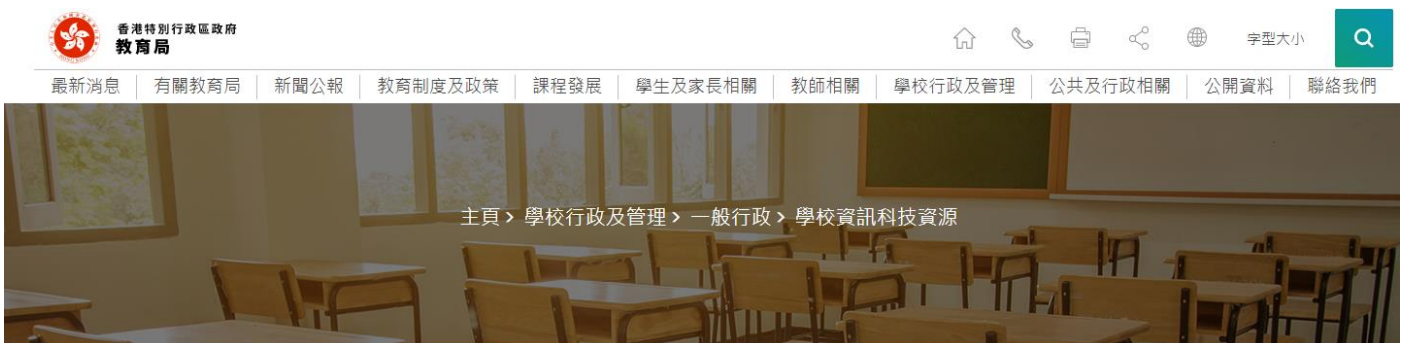 香港特別行政區政府
教育局
字型大小
最新消息 有關教育局 新聞公報 教育制度及政策 課程發展 學生及家長相關 教師相關 學校行政及管理 公共及行政相關 公開資料 聯絡我們
主頁 > 學校行政及管理 > 一般行政 > 學校資訊科技資源